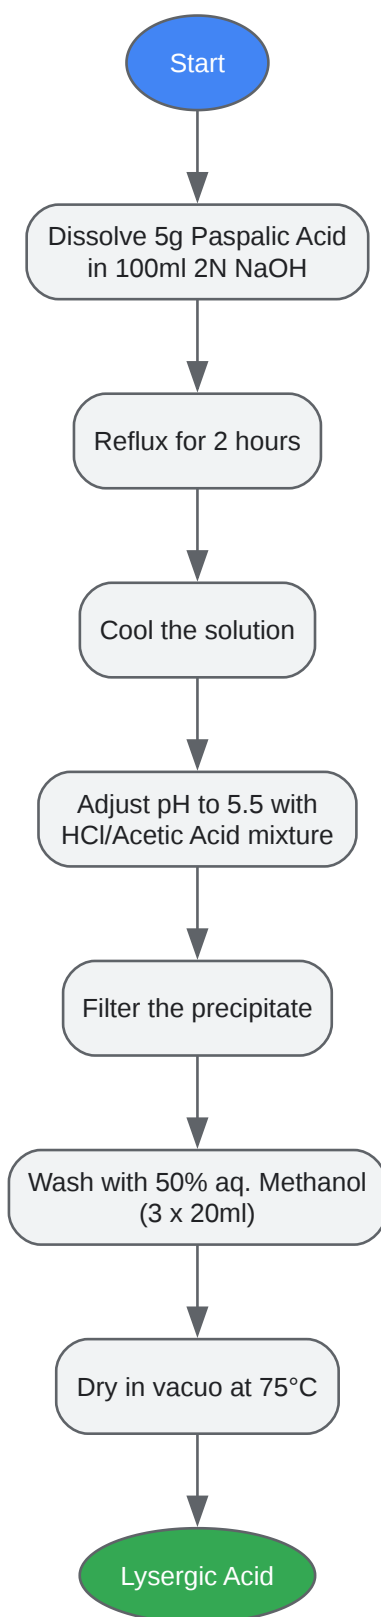 Start
Dissolve 5g Paspalic Acid
in 100ml 2N NaOH
Reflux for 2 hours
Cool the solution
Adjust pH to 5.5 with
HCl/Acetic Acid mixture
Filter the precipitate
Wash with 50% aq. Methanol
(3 x 20ml)
Dry in vacuo at 75°C
Lysergic Acid